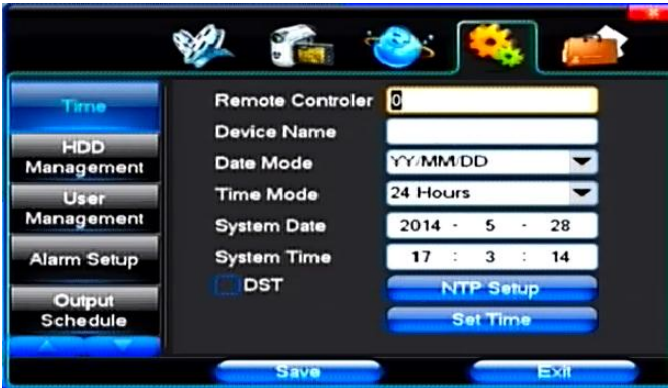 Time
HDD
Management
User
Management
Alarm Setup
Output
Schedule
Remote Controler 0
Device Name
Date Mode YY/MM/DD
Time Mode 24 Hours
System Date 2014 - 5 - 28
System Time 17 : 3 : 14
DST
NTP Setup
Set Time
Save Exit